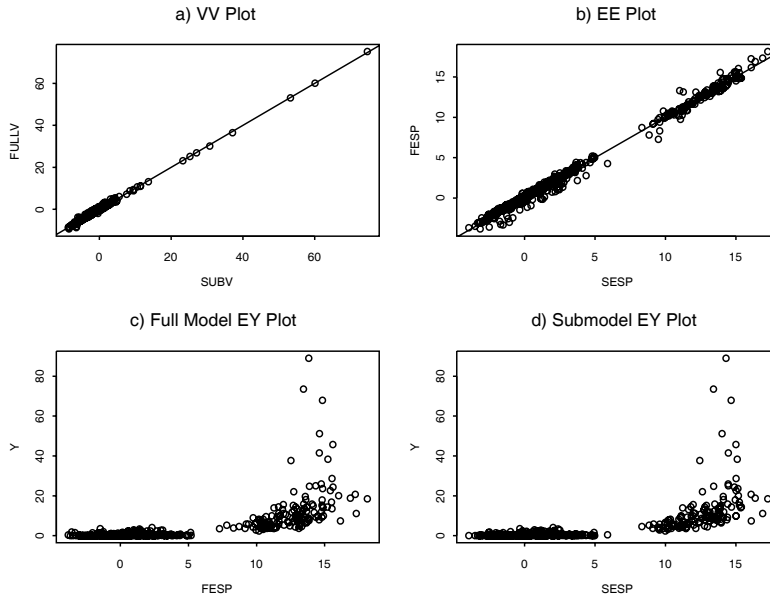 a) VV Plot
FULLV
60
40
20
0
0 20 40 60
SUBV
b) EE Plot
FESP
15
10
5
0
0 5 10 15
SESP
c) Full Model EY Plot
Y
80
60
40
20
0
0 5 10 15
FESP
d) Submodel EY Plot
Y
80
60
40
20
0
0 5 10 15
SESP